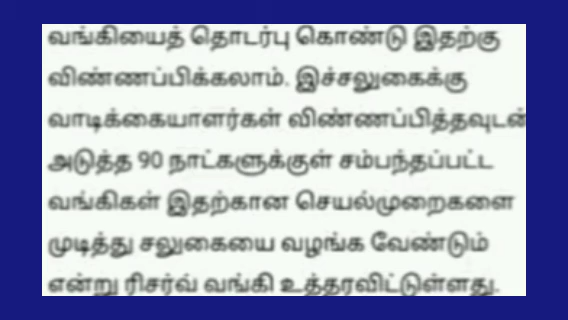 வங்கியைத் தொடர்பு கொண்டு இதற்கு
விண்ணப்பிக்கலாம். இச்சலுகைக்கு
வாடிக்கையாளர்கள் விண்ணப்பித்தவுடன்
அடுத்த 90 நாட்களுக்குள் சம்பந்தப்பட்ட
வங்கிகள் இதற்கான செயல்முறைகளை
முடித்து சலுகையை வழங்க வேண்டும்
என்று ரிசர்வ் வங்கி உத்தரவிட்டுள்ளது.